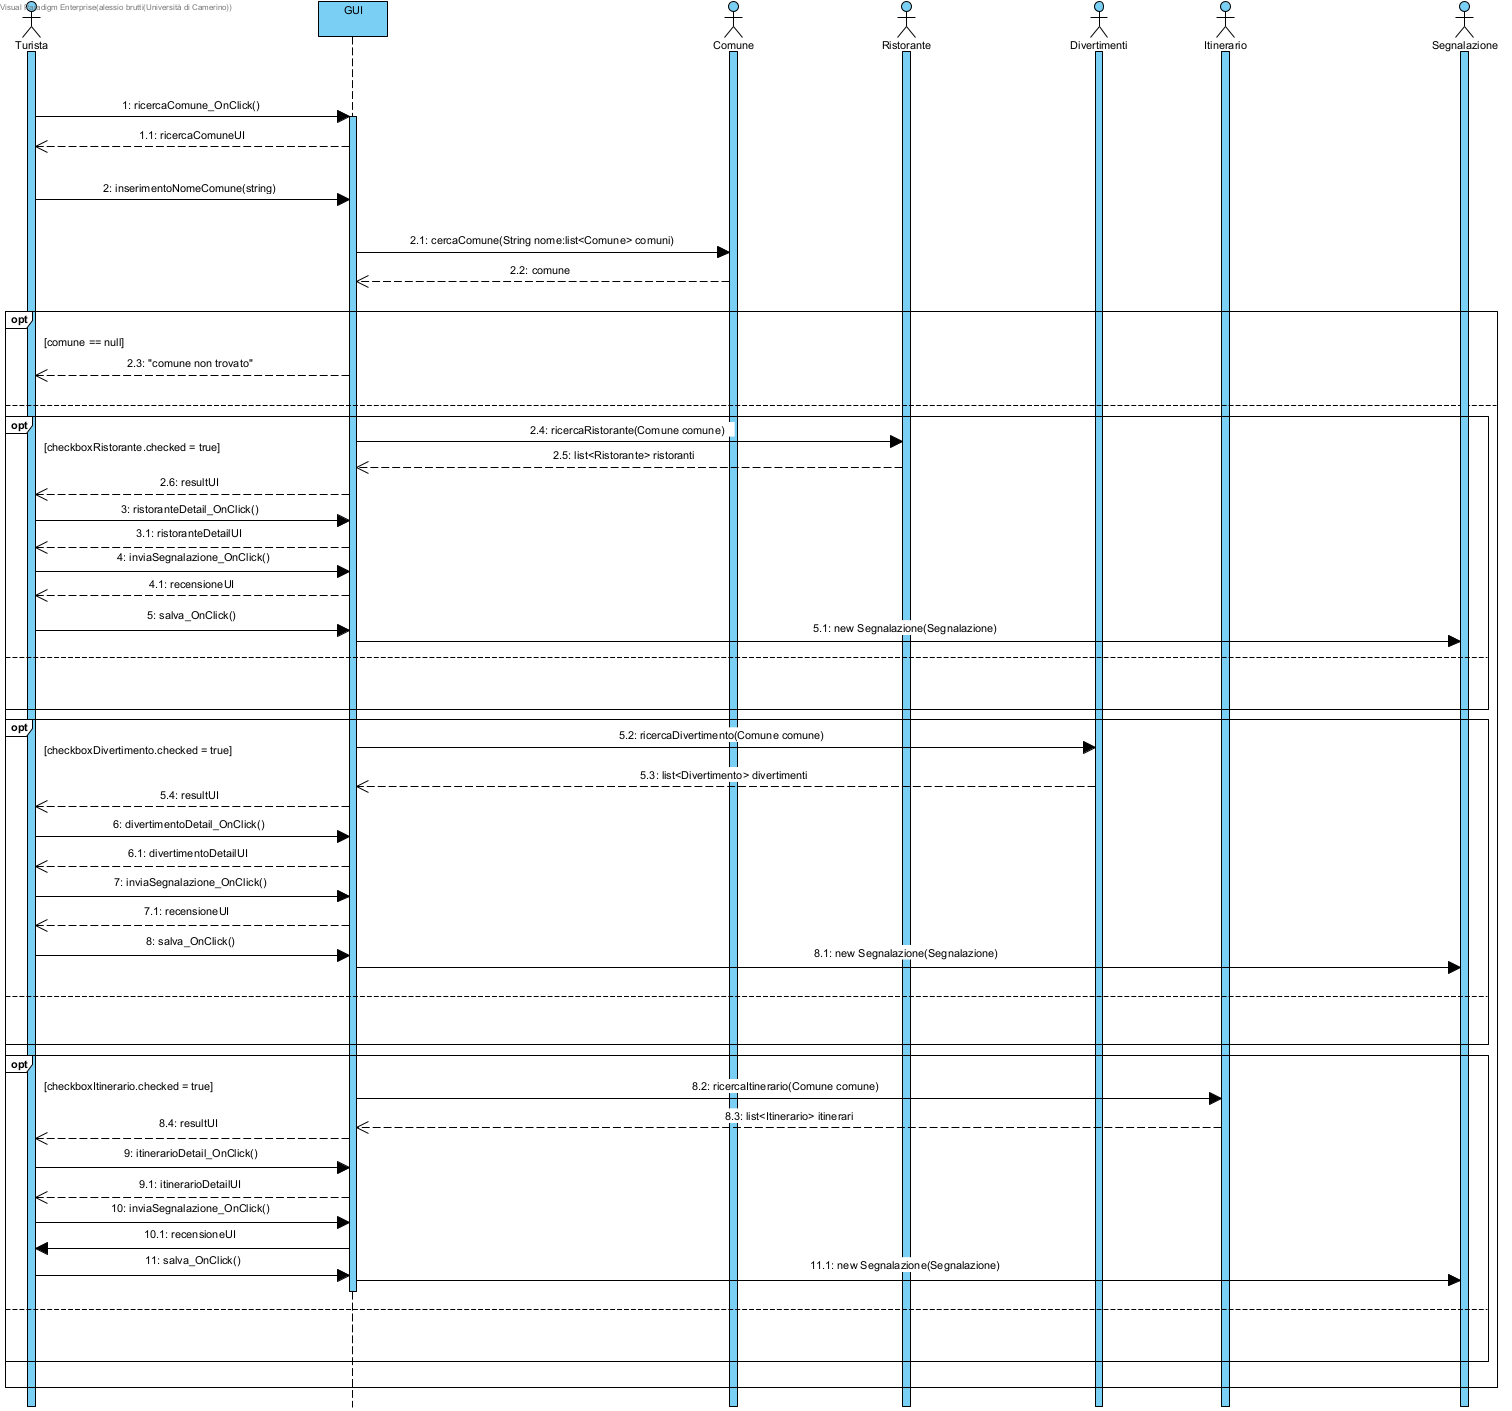 Visual Paradigm Enterprise(alessio brutti(Università di Camerino))
Turista
GUI
Comune
Ristorante
Divertimenti
Itinerario
Segnalazione
1: ricercaComune_OnClick()
1.1: ricercaComuneUI
2: inserimentoNomeComune(string)
2.1: cercaComune(String nome:list<Comune> comuni)
2.2: comune
opt
[comune == null]
2.3: "comune non trovato"
opt
[checkboxRistorante.checked = true]
2.4: ricercaRistorante(Comune comune)
2.5: list<Ristorante> ristoranti
2.6: resultUI
3: ristoranteDetail_OnClick()
3.1: ristoranteDetailUI
4: inviaSegnalazione_OnClick()
4.1: recensioneUI
5: salva_OnClick()
5.1: new Segnalazione(Segnalazione)
opt
[checkboxDivertimento.checked = true]
5.2: ricercaDivertimento(Comune comune)
5.3: list<Divertimento> divertimenti
5.4: resultUI
6: divertimentoDetail_OnClick()
6.1: divertimentoDetailUI
7: inviaSegnalazione_OnClick()
7.1: recensioneUI
8: salva_OnClick()
8.1: new Segnalazione(Segnalazione)
opt
[checkboxItinerario.checked = true]
8.2: ricercaItinerario(Comune comune)
8.3: list<Itinerario> itinerari
8.4: resultUI
9: itinerarioDetail_OnClick()
9.1: itinerarioDetailUI
10: inviaSegnalazione_OnClick()
10.1: recensioneUI
11: salva_OnClick()
11.1: new Segnalazione(Segnalazione)